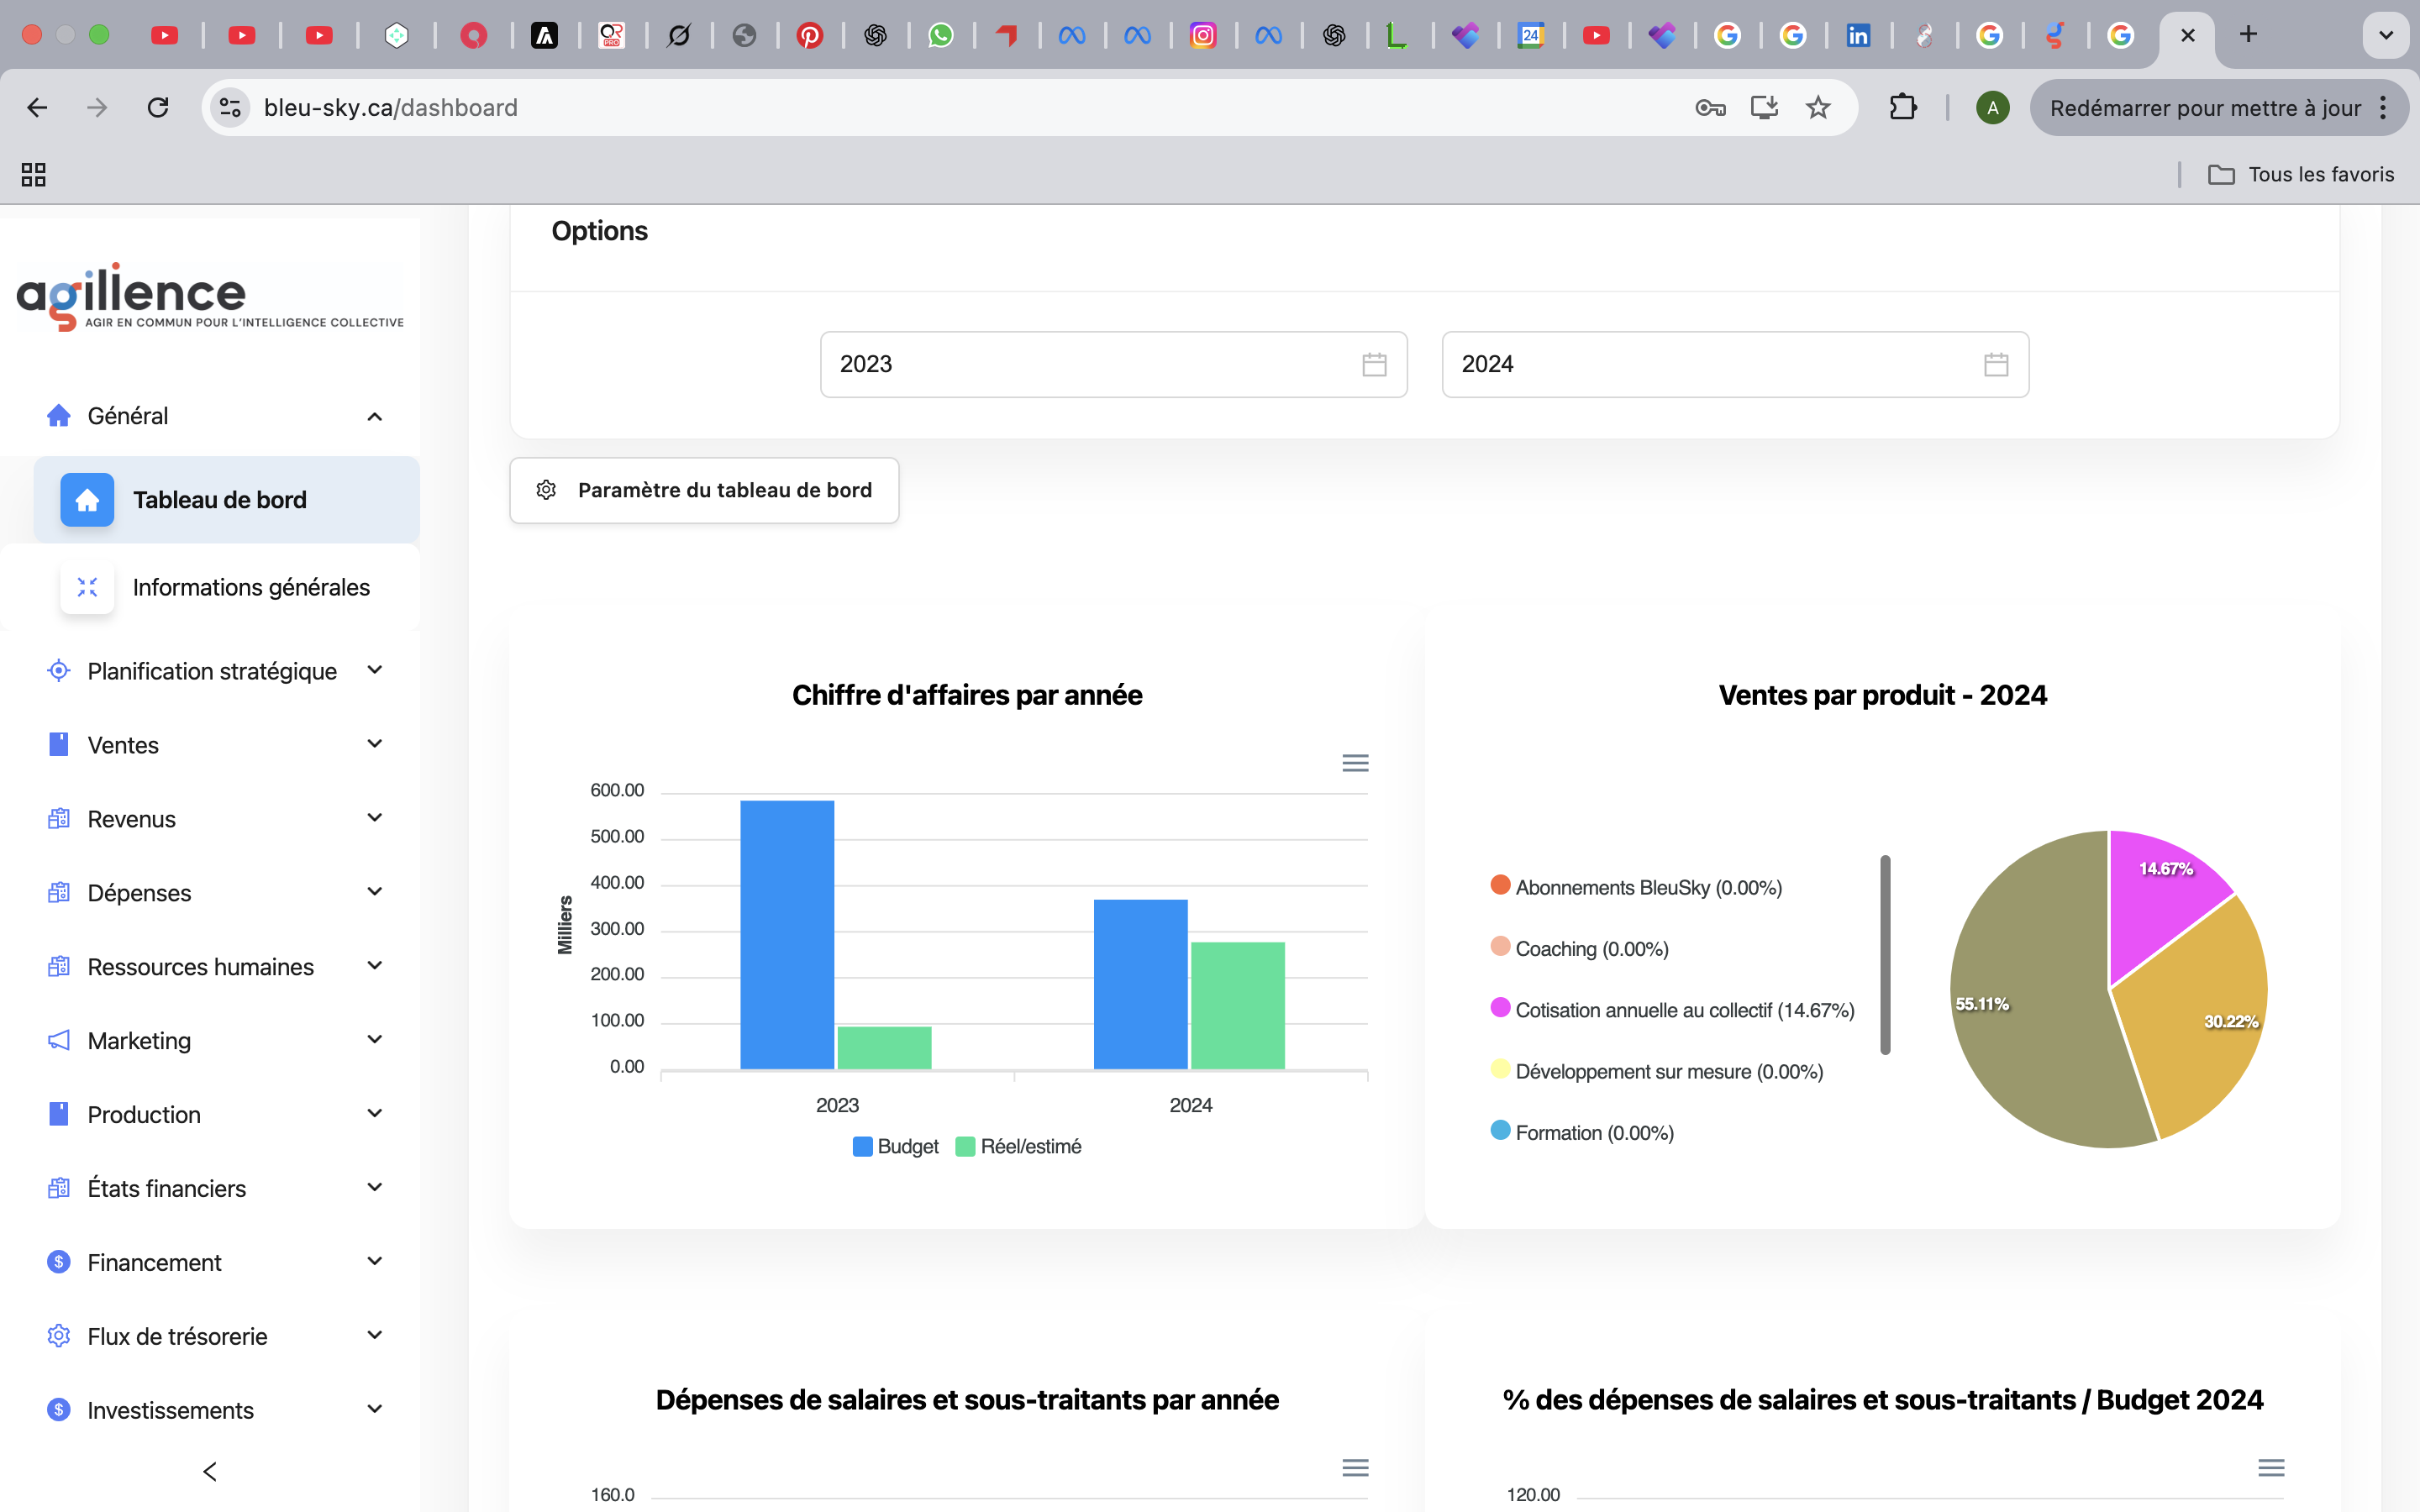 bleu-sky.ca/dashboard
A
Redémarrer pour mettre à jour
Tous les favoris
agillence
AGIR EN COMMUN POUR L'INTELLIGENCE COLLECTIVE
Général
Tableau de bord
Informations générales
Planification stratégique
Ventes
Revenus
Dépenses
Ressources humaines
Marketing
Production
États financiers
Financement
Flux de trésorerie
Investissements
Options
2023
2024
Paramètre du tableau de bord
Chiffre d'affaires par année
600.00
500.00
400.00
300.00
200.00
100.00
0.00
Milliers
2023
2024
Budget
Réel/estimé
Ventes par produit - 2024
Abonnements BleuSky (0.00%)
Coaching (0.00%)
Cotisation annuelle au collectif (14.67%)
Développement sur mesure (0.00%)
Formation (0.00%)
14.67%
55.11%
30.22%
Dépenses de salaires et sous-traitants par année
160.0
% des dépenses de salaires et sous-traitants / Budget 2024
120.00